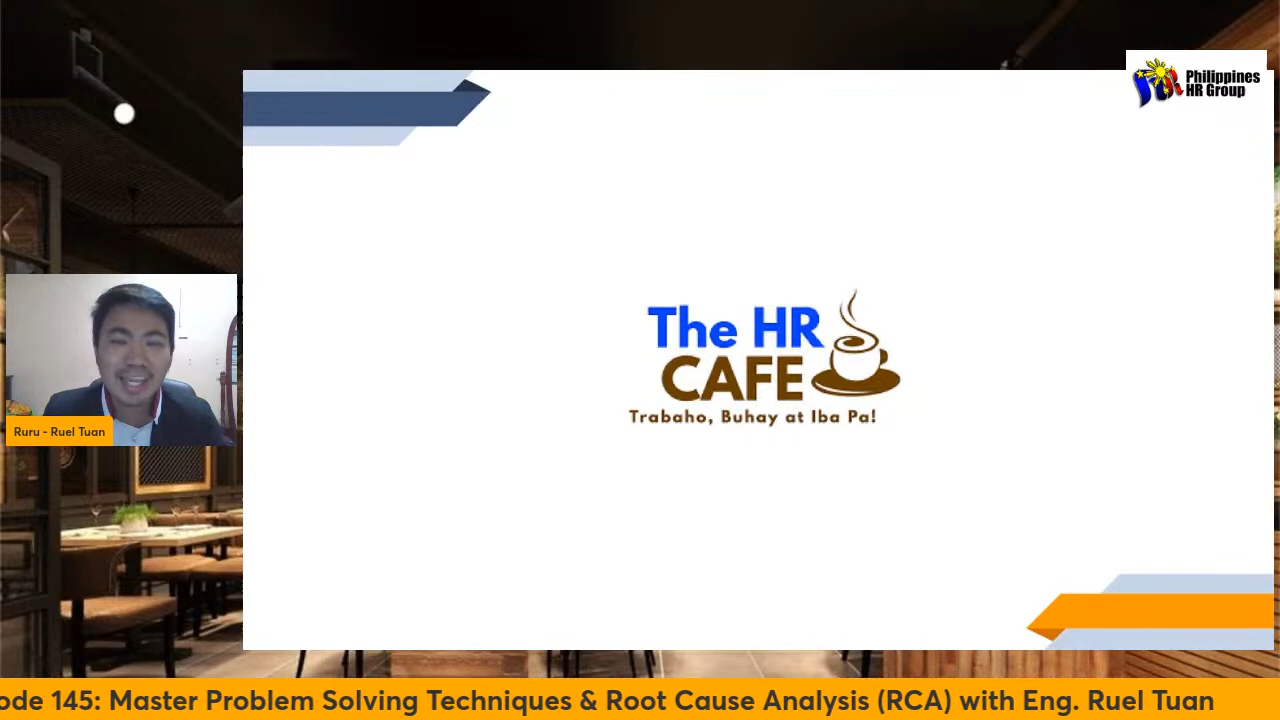 Philippines
HR Group
The HR
CAFE
Trabaho, Buhay at Iba Pa!
Ruru - Ruel Tuan
ode 145: Master Problem Solving Techniques & Root Cause Analysis (RCA) with Eng. Ruel Tuan